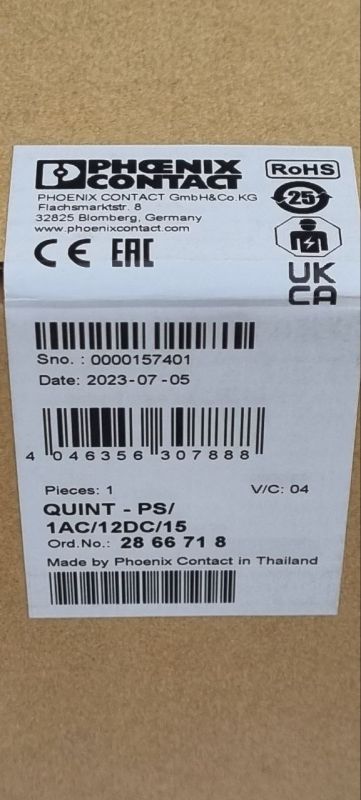 PHŒNIX
CONTACT
RoHS
PHOENIX CONTACT GmbH&Co.KG
Flachsmarktstr. 8
32825 Blomberg, Germany
www.phoenixcontact.com
25
CE EAC
UK
CA
Sno. : 0000157401
Date: 2023-07-05
4 046356 307888
Pieces: 1 V/C: 04
QUINT - PS/
1AC/12DC/15
Ord.No.: 28 66 71 8
Made by Phoenix Contact in Thailand